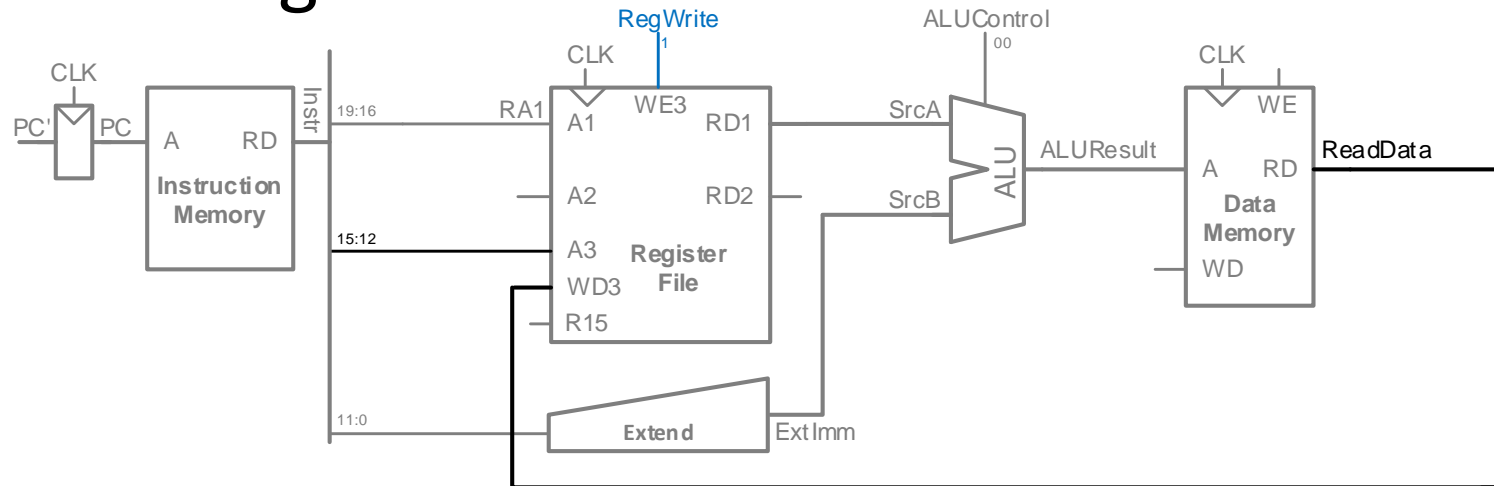 g
RegWrite
1
ALUControl
00
CLK
CLK
CLK
PC'
PC
A
RD
Instruction
Memory
Instr
19:16
RA1
A1
WE3
RD1
A2
RD2
15:12
A3
Register
File
WD3
R15
11:0
Extend
ExtImm
SrcA
SrcB
ALU
ALUResult
WE
A
RD
Data
Memory
WD
ReadData